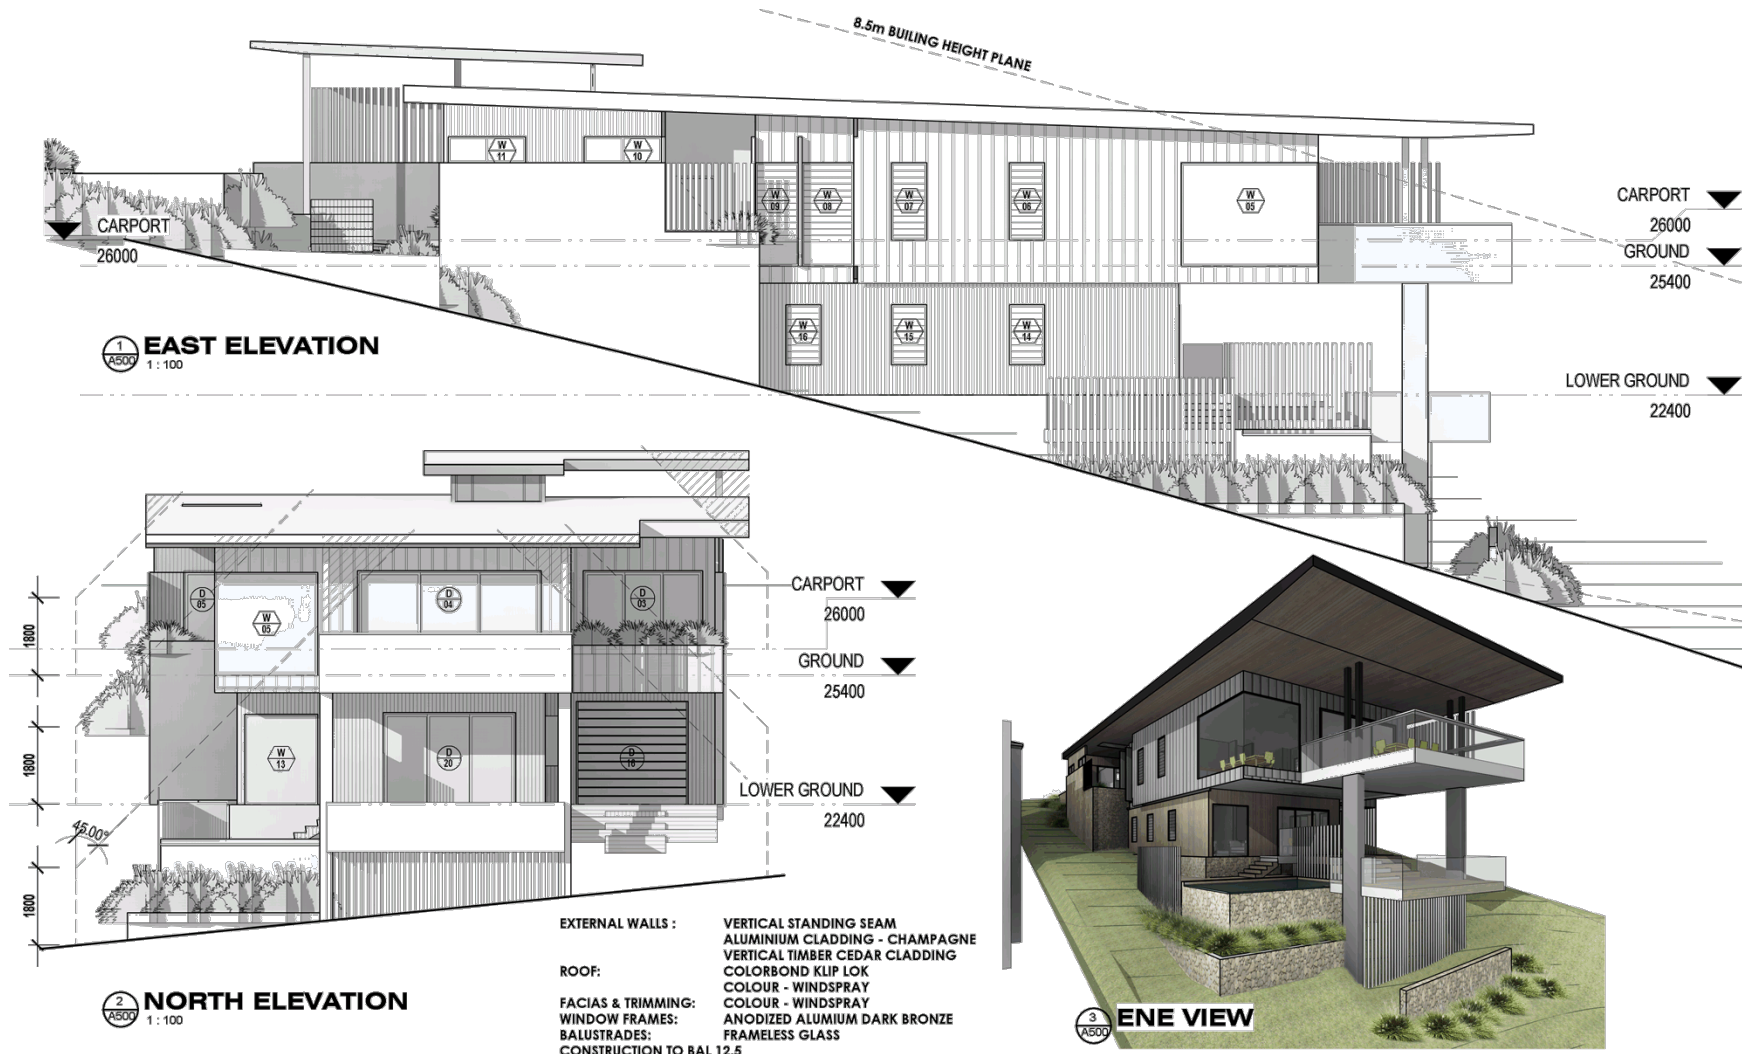 8.5m BUILING HEIGHT PLANE
W
11
W
10
W
09
W
08
W
07
W
06
W
05
CARPORT
26000
CARPORT
26000
GROUND
25400
W
16
W
15
W
14
LOWER GROUND
22400
1
A500
EAST ELEVATION
1 : 100
D
05
W
05
D
04
D
03
CARPORT
26000
1800
GROUND
25400
W
13
D
20
D
18
1800
LOWER GROUND
22400
45.00°
1800
2
A500
NORTH ELEVATION
1 : 100
EXTERNAL WALLS : VERTICAL STANDING SEAM
ALUMINIUM CLADDING - CHAMPAGNE
VERTICAL TIMBER CEDAR CLADDING
ROOF: COLORBOND KLIP LOK
COLOUR - WINDSPRAY
FACIAS & TRIMMING: COLOUR - WINDSPRAY
WINDOW FRAMES: ANODIZED ALUMIUM DARK BRONZE
BALUSTRADES: FRAMELESS GLASS
CONSTRUCTION TO BAL 12.5
3
A500
ENE VIEW